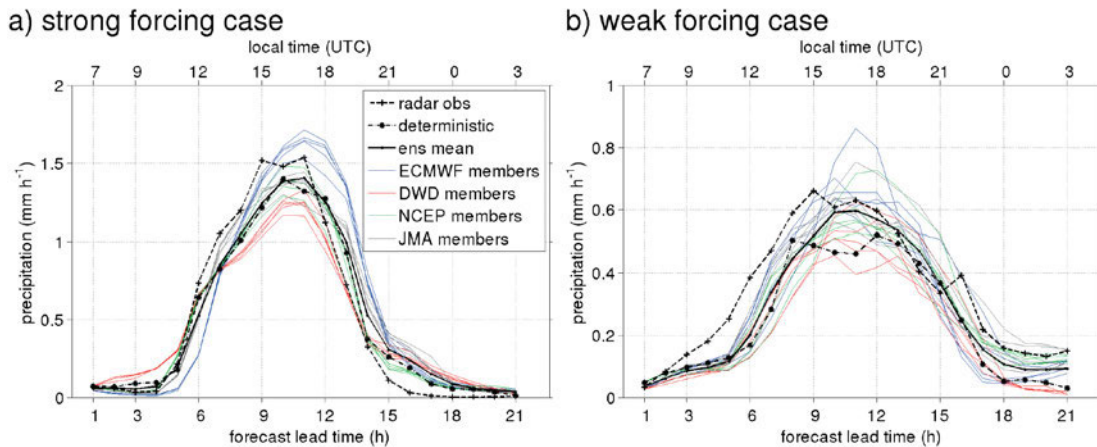 a) strong forcing case
local time (UTC)
7 9 12 15 18 21 0 3
2
1.5
1
0.5
0
precipitation (mm h⁻¹)
radar obs
deterministic
ens mean
ECMWF members
DWD members
NCEP members
JMA members
1 3 6 9 12 15 18 21
forecast lead time (h)
b) weak forcing case
local time (UTC)
7 9 12 15 18 21 0 3
1
0.8
0.6
0.4
0.2
0
precipitation (mm h⁻¹)
1 3 6 9 12 15 18 21
forecast lead time (h)